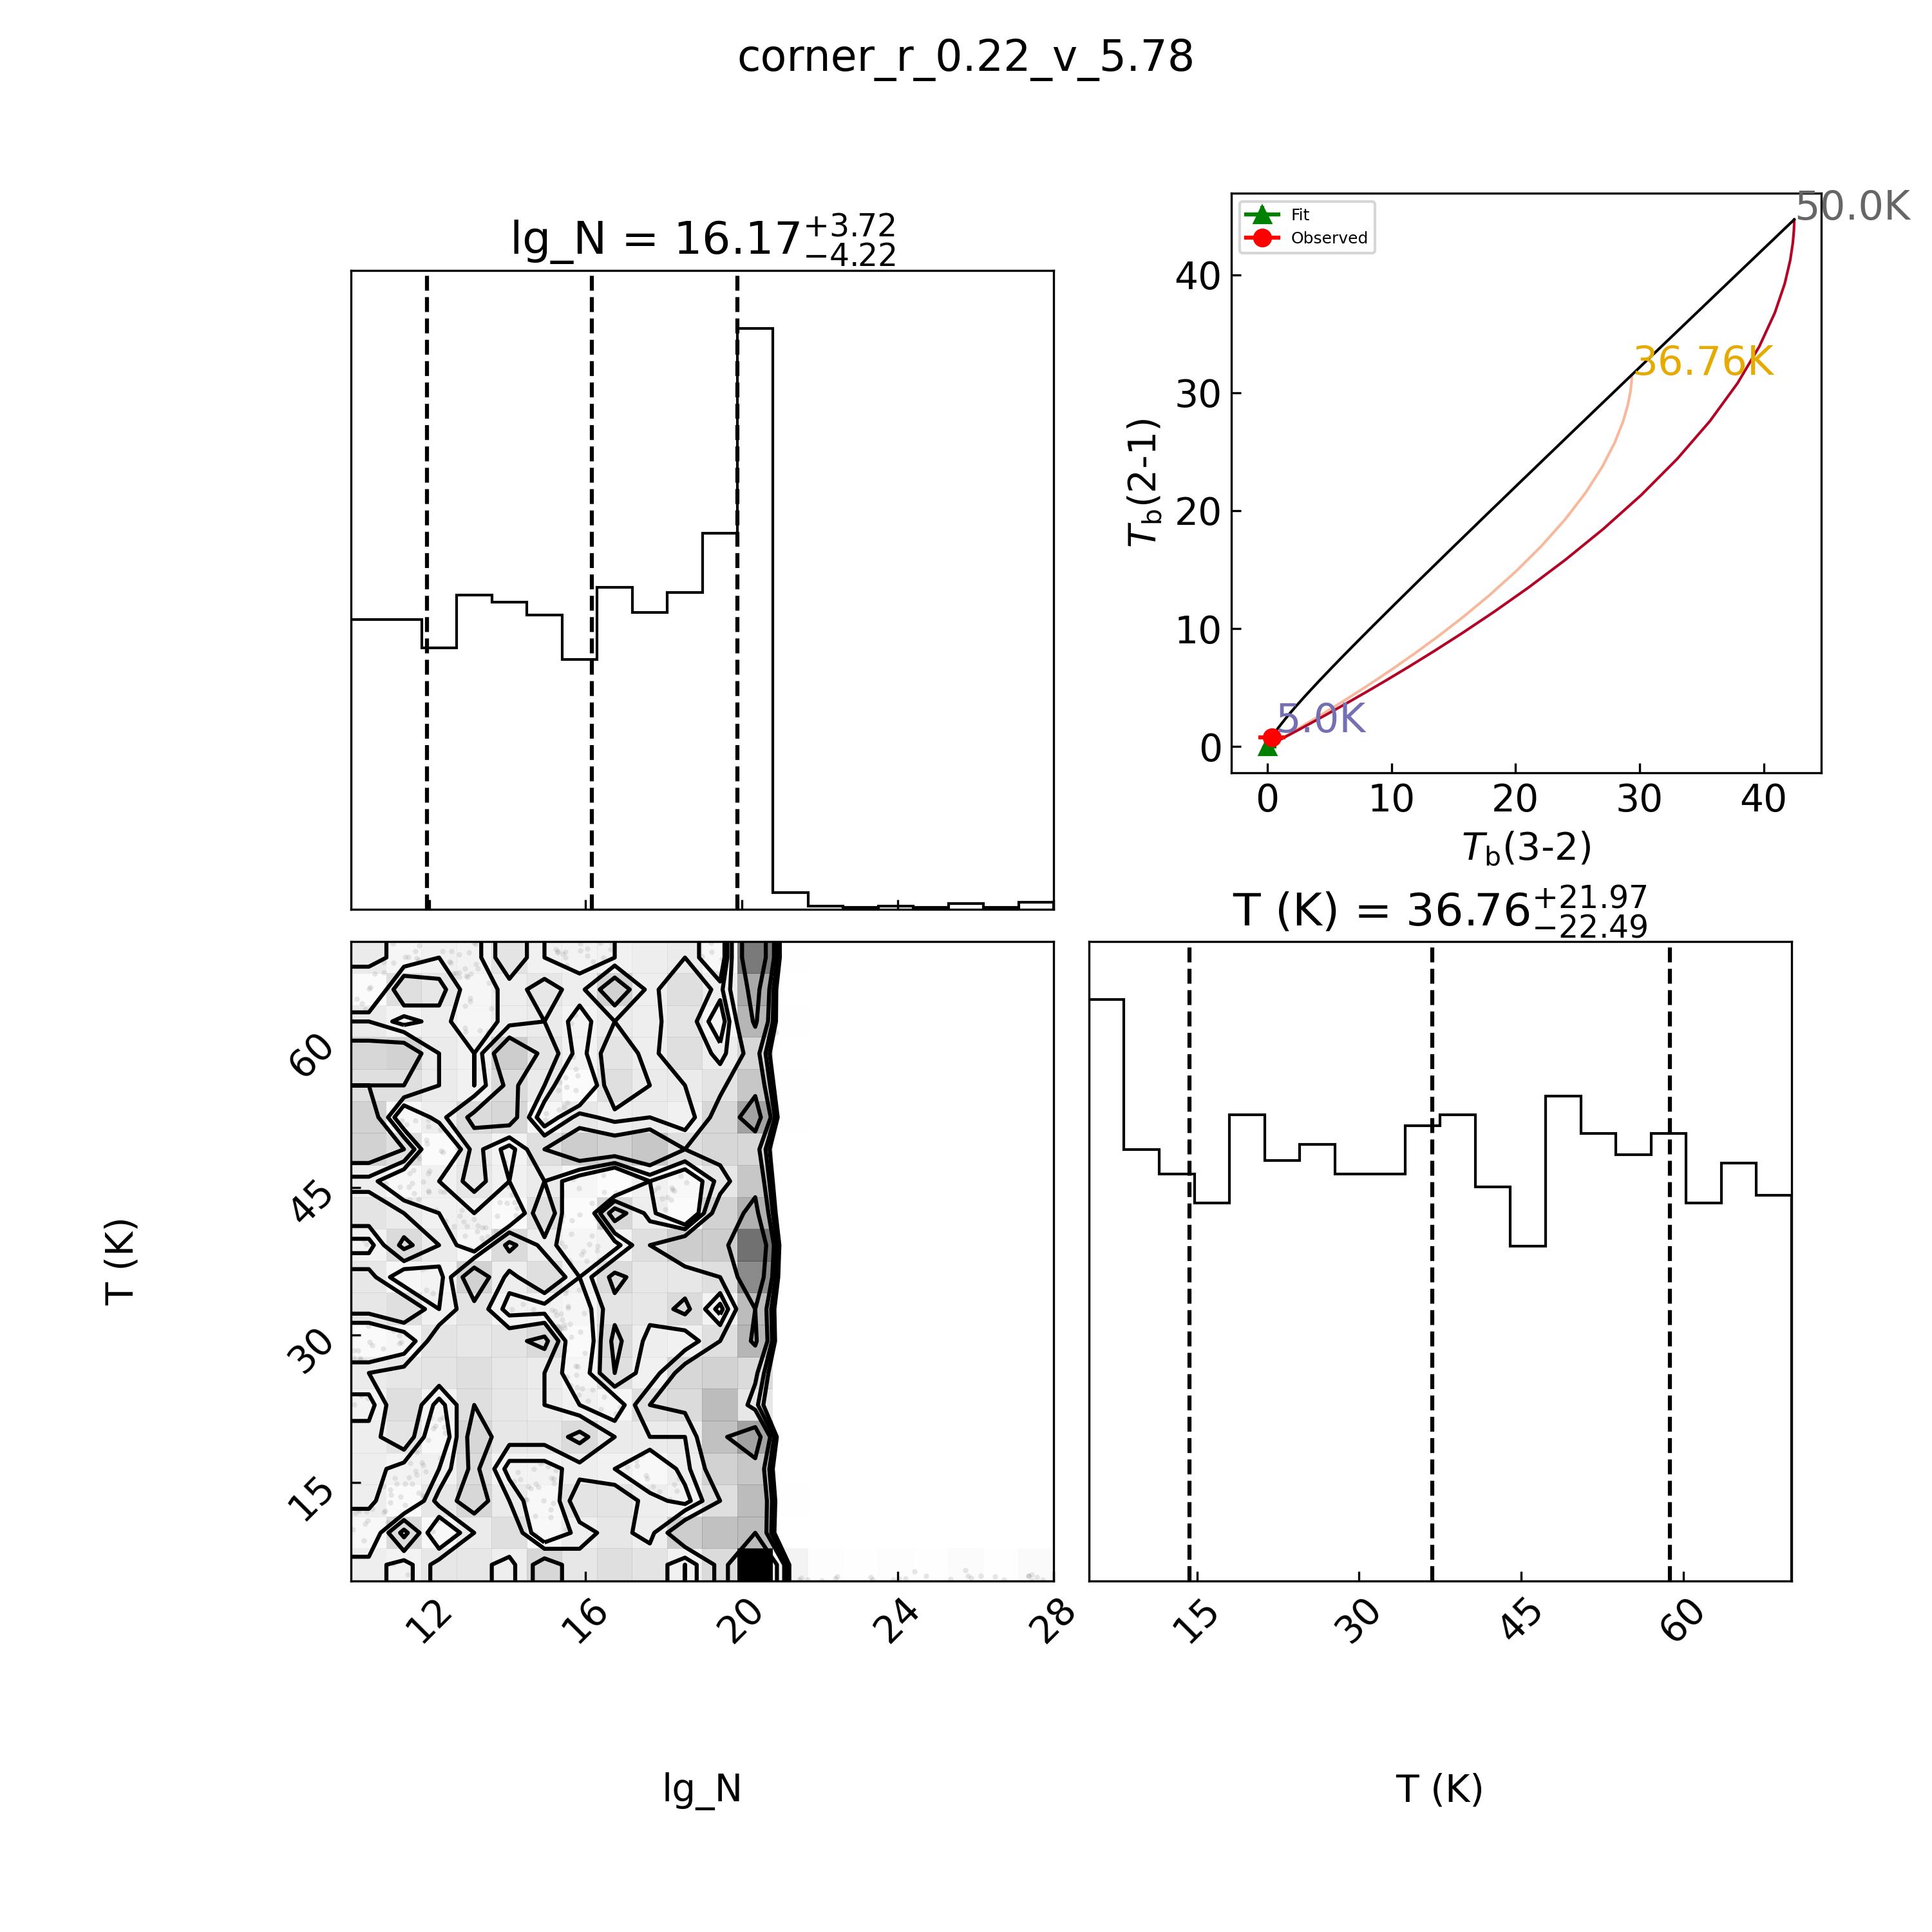 corner_r_0.22_v_5.78
lg_N = 16.17+3.72−4.22
50.0K
Fit
Observed
40
36.76K
30
20
10
5.0K
0
Tb(2-1)
0 10 20 30 40
Tb(3-2)
T (K) = 36.76+21.97−22.49
60
45
30
15
T (K)
12 16 20 24 28
15 30 45 60
lg_N
T (K)